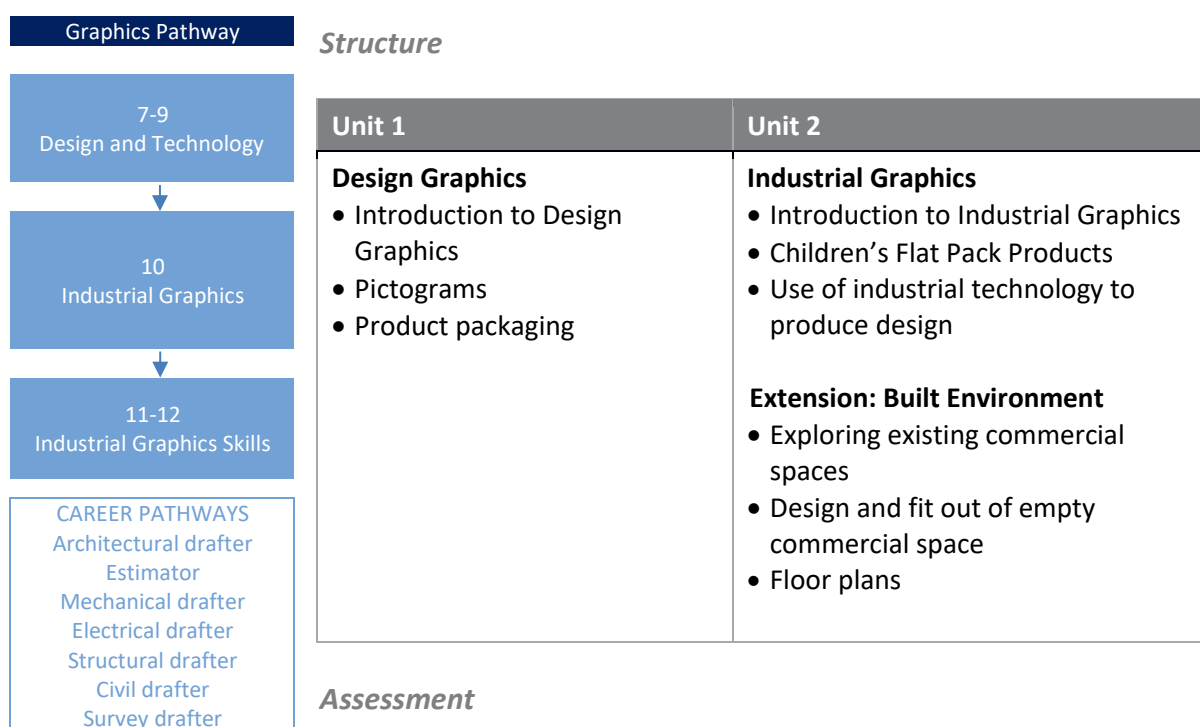 Graphics Pathway
7-9
Design and Technology
10
Industrial Graphics
11-12
Industrial Graphics Skills
CAREER PATHWAYS
Architectural drafter
Estimator
Mechanical drafter
Electrical drafter
Structural drafter
Civil drafter
Survey drafter
Structure
Unit 1
Design Graphics
• Introduction to Design
Graphics
• Pictograms
• Product packaging
Unit 2
Industrial Graphics
• Introduction to Industrial Graphics
• Children’s Flat Pack Products
• Use of industrial technology to
produce design
Extension: Built Environment
• Exploring existing commercial
spaces
• Design and fit out of empty
commercial space
• Floor plans
Assessment